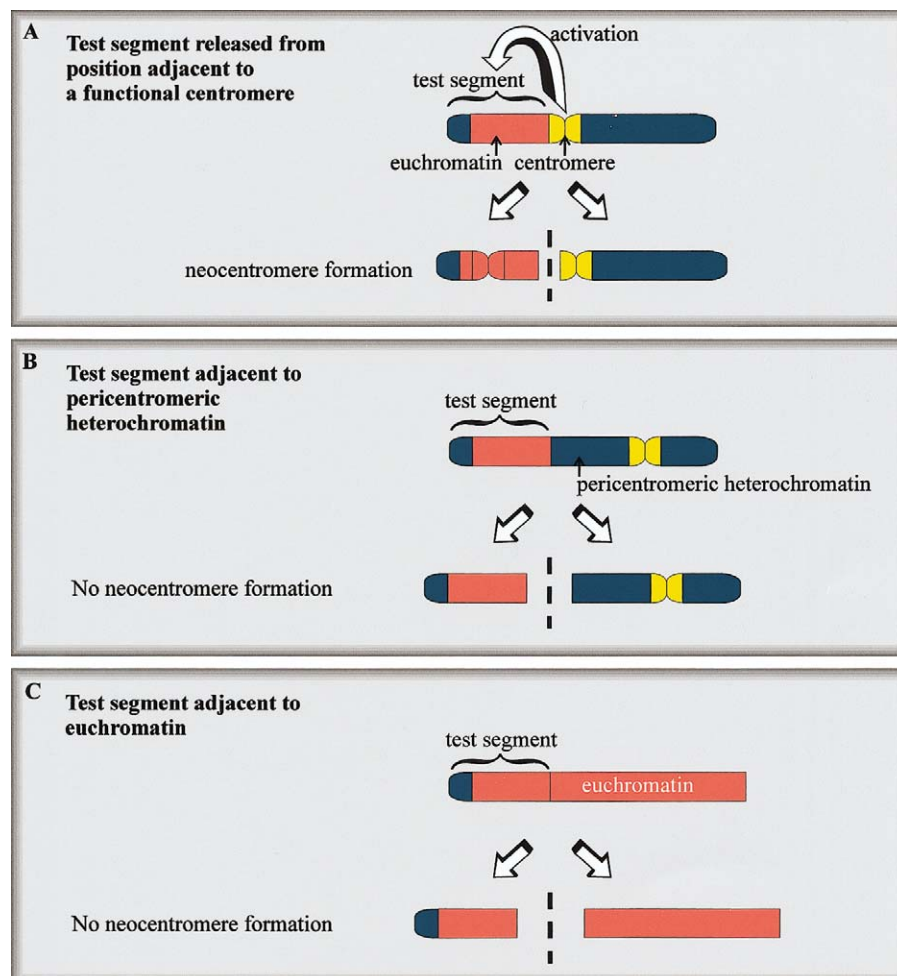 A
Test segment released from
position adjacent to
a functional centromere
activation
test segment
euchromatin
centromere
neocentromere formation
B
Test segment adjacent to
pericentromeric
heterochromatin
test segment
pericentromeric heterochromatin
No neocentromere formation
C
Test segment adjacent to
euchromatin
test segment
euchromatin
No neocentromere formation